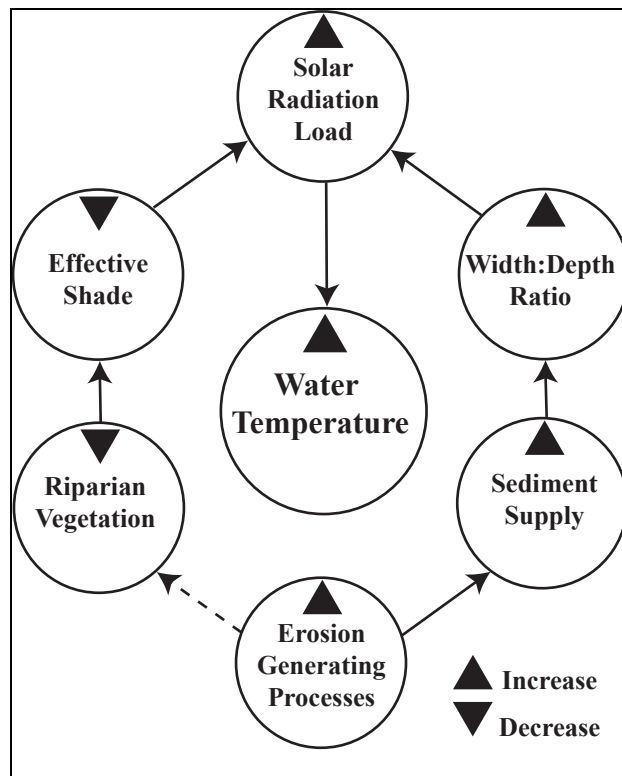 Solar
Radiation
Load
Effective
Shade
Width:Depth
Ratio
Water
Temperature
Riparian
Vegetation
Sediment
Supply
Erosion
Generating
Processes
Increase
Decrease